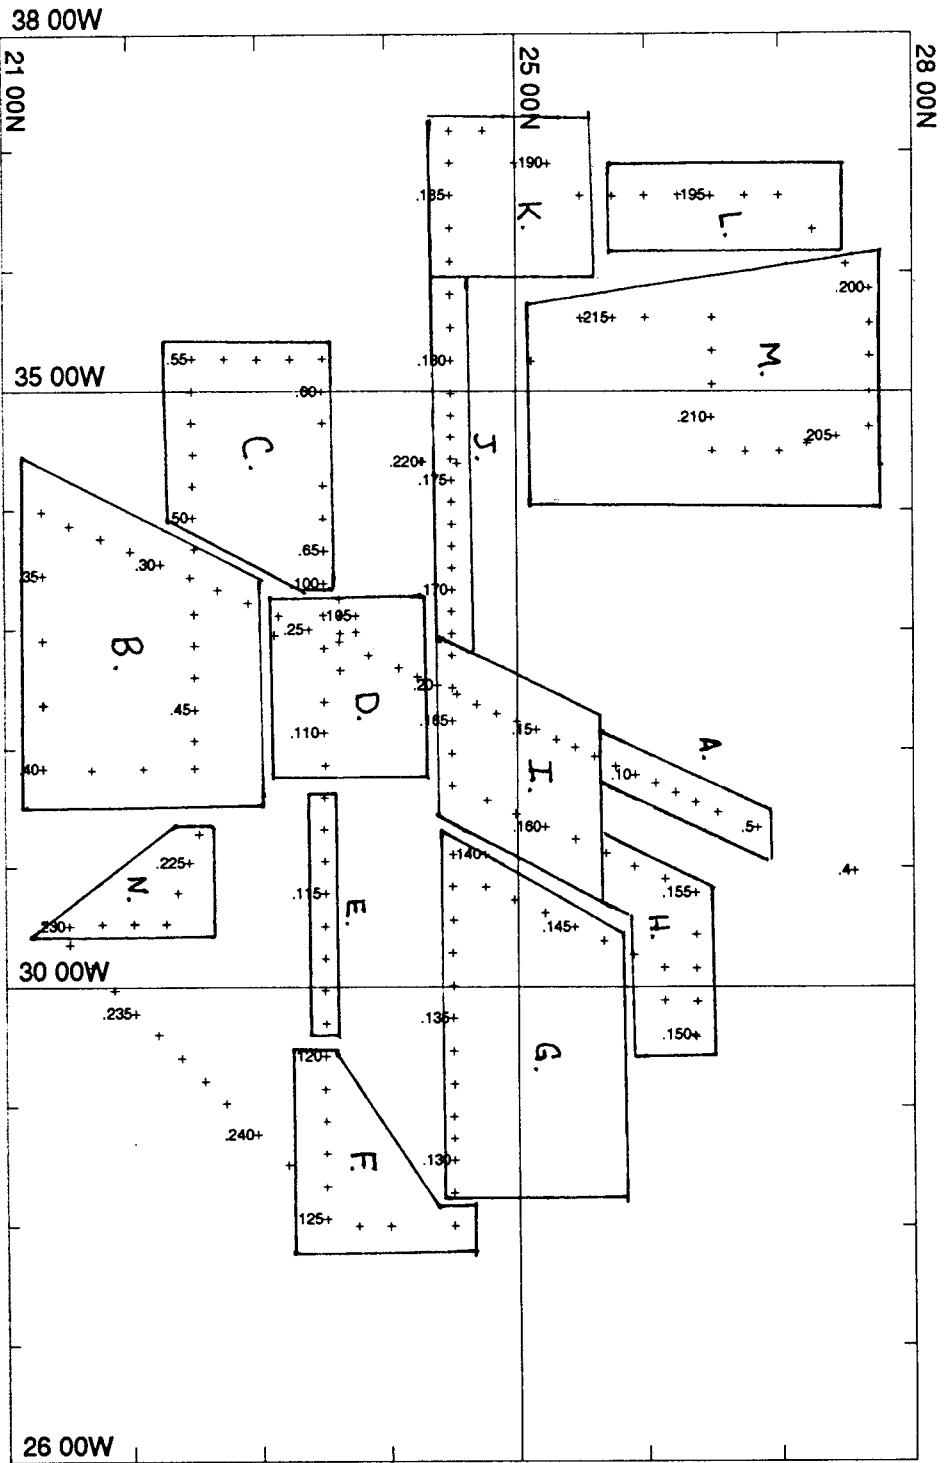 38 00W
21 00N
25 00N
28 00N
.190+
.185+
K.
+195+
L.
.200+
+215+
M.
.180+
.55+
35 00W
.60+
.210+
205+
C.
J.
.220+
.175+
.50+
.65+
.30+
.100+
.35+
.170+
+105+
.25+
B.
.20+
D.
.45+
.165+
.15+
A.
.110+
.40+
I.
.10+
.160+
.5+
.140+
.4+
.225+
N.
.115+
E.
.155+
H.
.230+
.145+
30 00W
.235+
.135+
.150+
G.
.120+
.240+
F.
.130+
.125+
26 00W